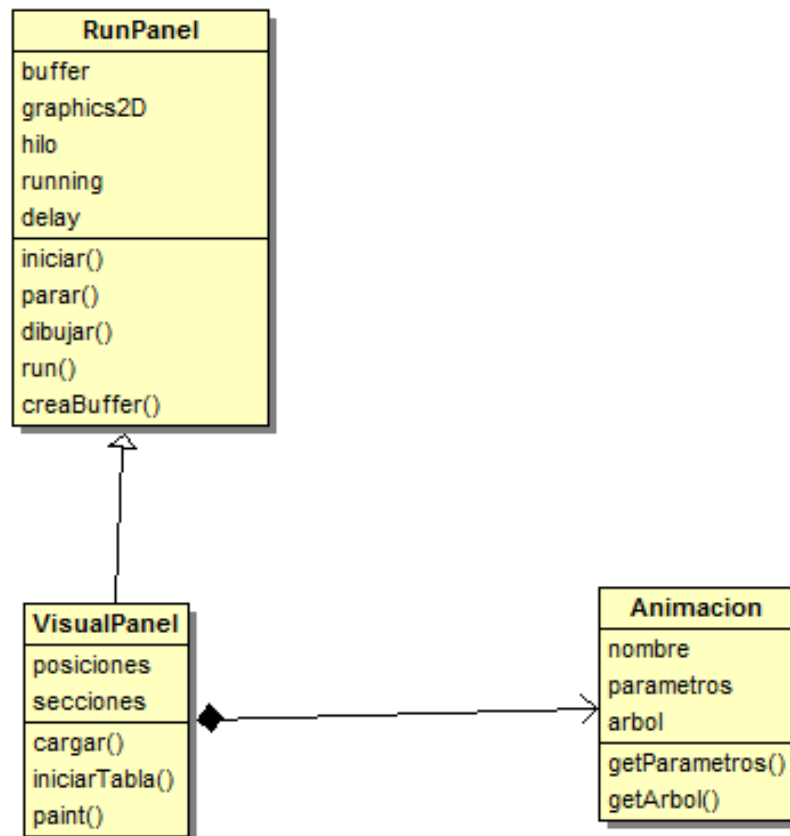 RunPanel
buffer
graphics2D
hilo
running
delay
iniciar()
parar()
dibujar()
run()
creaBuffer()
VisualPanel
posiciones
secciones
cargar()
iniciarTabla()
paint()
Animacion
nombre
parametros
arbol
getParametros()
getArbol()